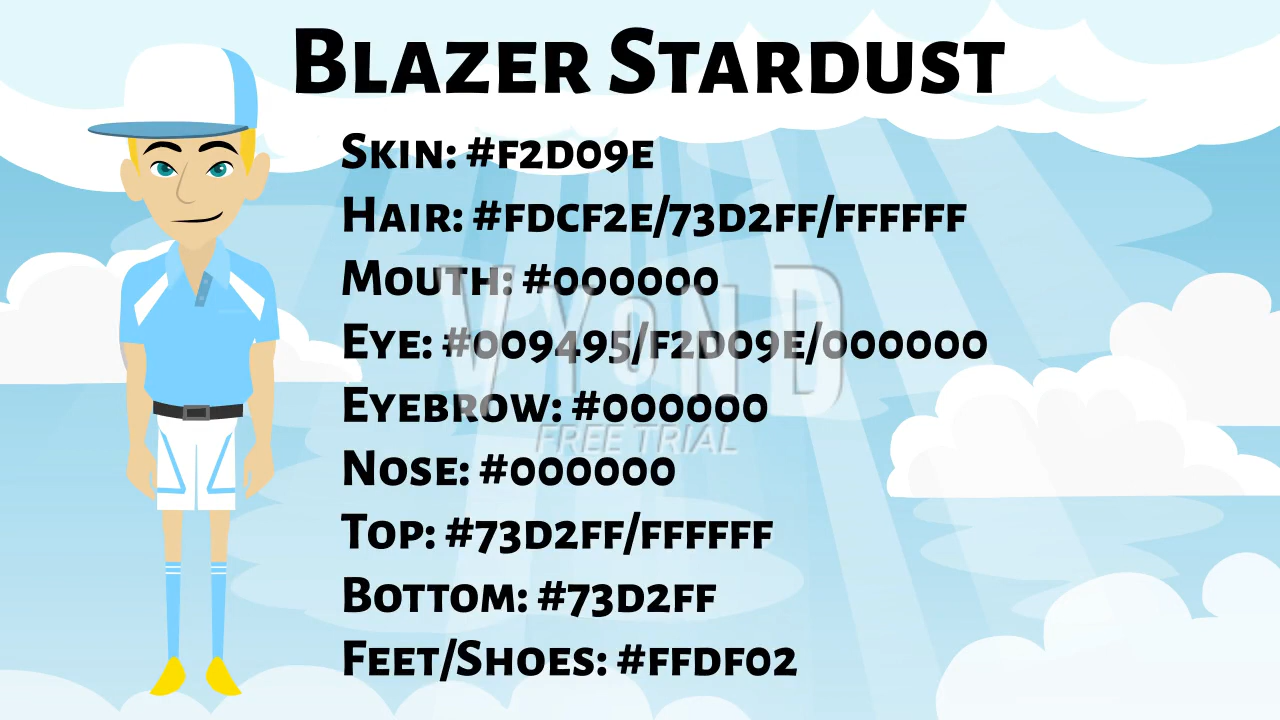 Blazer Stardust
Skin: #F2D09E
Hair: #FDCF2E/73D2FF/FFFFFF
Mouth: #000000
Eye: #009495/F2D09E/000000
Eyebrow: #000000
Nose: #000000
Top: #73D2FF/FFFFFF
Bottom: #73D2FF
Feet/Shoes: #FFDF02
VYOND
FREE TRIAL